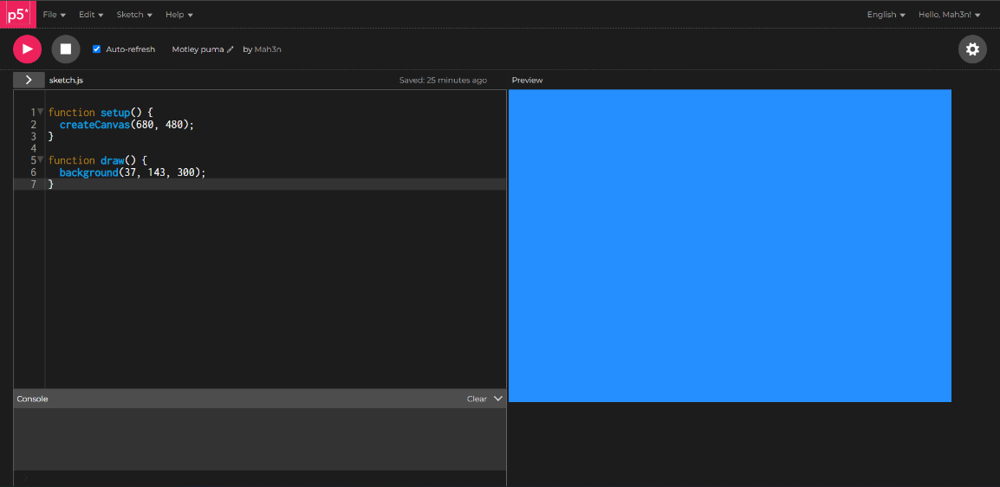 p5* File Edit Sketch Help English Hello, Mah3n!
Auto-refresh Motley puma by Mah3n
sketch.js Saved: 25 minutes ago Preview
1 function setup() {
2   createCanvas(680, 480);
3 }
4
5 function draw() {
6   background(37, 143, 300);
7 }
Console Clear